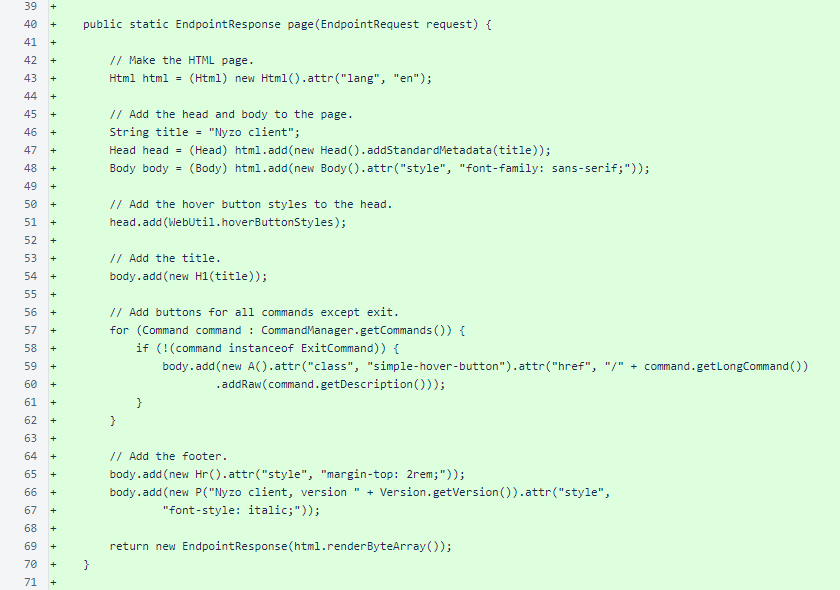 39 +
40 + public static EndpointResponse page(EndpointRequest request) {
41 +
42 + // Make the HTML page.
43 + Html html = (Html) new Html().attr("lang", "en");
44 +
45 + // Add the head and body to the page.
46 + String title = "Nyzo client";
47 + Head head = (Head) html.add(new Head().addStandardMetadata(title));
48 + Body body = (Body) html.add(new Body().attr("style", "font-family: sans-serif;"));
49 +
50 + // Add the hover button styles to the head.
51 + head.add(WebUtil.hoverButtonStyles);
52 +
53 + // Add the title.
54 + body.add(new H1(title));
55 +
56 + // Add buttons for all commands except exit.
57 + for (Command command : CommandManager.getCommands()) {
58 + if (!(command instanceof ExitCommand)) {
59 + body.add(new A().attr("class", "simple-hover-button").attr("href", "/" + command.getLongCommand())
60 + .addRaw(command.getDescription()));
61 + }
62 + }
63 +
64 + // Add the footer.
65 + body.add(new Hr().attr("style", "margin-top: 2rem;"));
66 + body.add(new P("Nyzo client, version " + Version.getVersion()).attr("style",
67 + "font-style: italic;"));
68 +
69 + return new EndpointResponse(html.renderByteArray());
70 + }
71 +